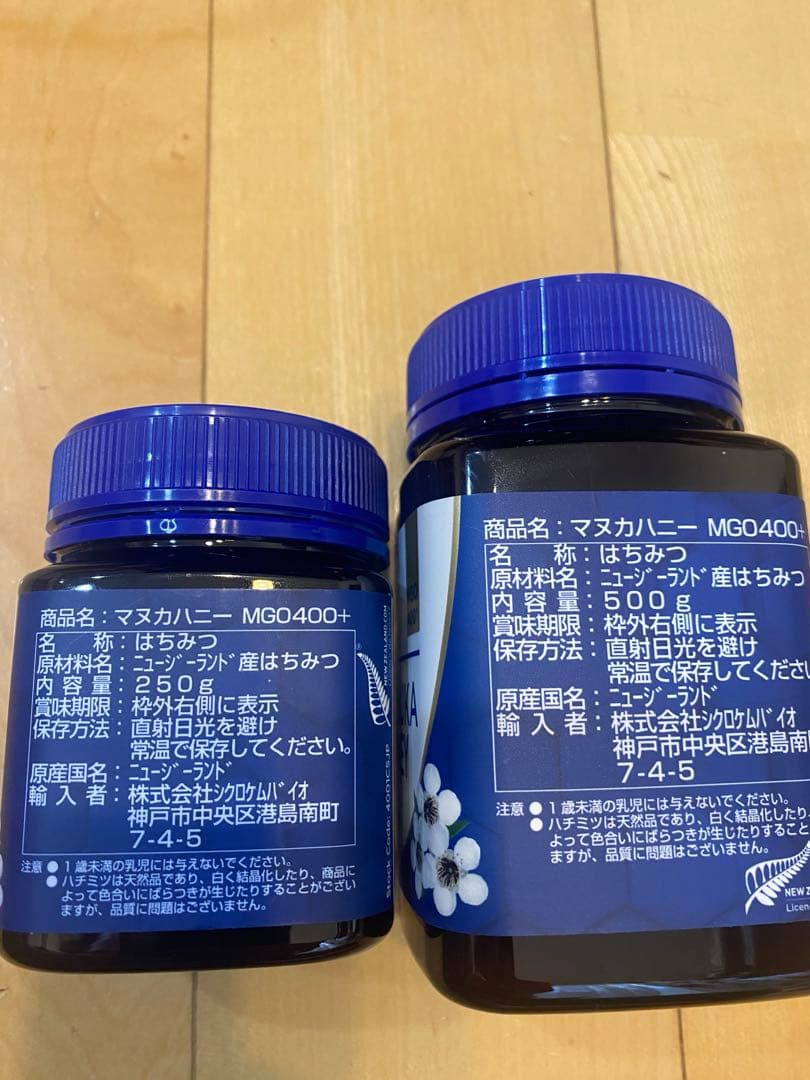 商品名：マヌカハニー MGO400+
名　　称：はちみつ
原材料名：ﾆｭｰｼﾞｰﾗﾝﾄﾞ産はちみつ
内 容 量：250g
賞味期限：枠外右側に表示
保存方法：直射日光を避け
常温で保存してください。
原産国名：ﾆｭｰｼﾞｰﾗﾝﾄﾞ
輸 入 者：株式会社ｼｸﾛｹﾑﾊﾞｲｵ
神戸市中央区港島南町
7-4-5
注意 ● 1歳未満の乳児には与えないでください。
● ハチミツは天然品であり、白く結晶化したり、商品に
よって色合いにばらつきが生じたりすることがござい
ますが、品質に問題はございません。
NEWZEALAND.COM
Stock Code: 4001CSJP
商品名：マヌカハニー MGO400+
名　　称：はちみつ
原材料名：ﾆｭｰｼﾞｰﾗﾝﾄﾞ産はちみつ
内 容 量：500g
賞味期限：枠外右側に表示
保存方法：直射日光を避け
常温で保存してくださ
原産国名：ﾆｭｰｼﾞｰﾗﾝﾄﾞ
輸 入 者：株式会社ｼｸﾛｹﾑﾊﾞｲｵ
神戸市中央区港島南
7-4-5
注意 ● 1歳未満の乳児には与えないでください。
● ハチミツは天然品であり、白く結晶化したり、
よって色合いにばらつきが生じたりすること
ますが、品質に問題はございません。
NEW Z
Licen